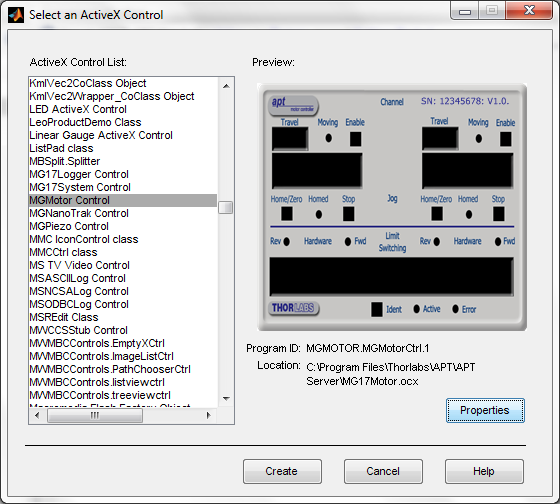 Select an ActiveX Control
ActiveX Control List:
KmlVec2CoClass Object
KmlVec2Wrapper_CoClass Object
LED ActiveX Control
LeoProductDemo Class
Linear Gauge ActiveX Control
ListPad class
MBSplit.Splitter
MG17Logger Control
MG17System Control
MGMotor Control
MGNanoTrak Control
MGPiezo Control
MMC IconControl class
MMCCtrl class
MS TV Video Control
MSASCIILog Control
MSNCSALog Control
MSODBCLog Control
MSREdit Class
MWCCSStub Control
MWMBCControls.EmptyXCtrl
MWMBCControls.ImageListCtrl
MWMBCControls.PathChooserCtrl
MWMBCControls.listviewctrl
MWMBCControls.treeviewctrl
Macromedia Flash Factory Object
Preview:
apt
motor controller
Channel
SN: 12345678: V1.0.
Travel Moving Enable
Travel Moving Enable
Home/Zero Homed Stop
Jog
Home/Zero Homed Stop
Rev Hardware Fwd
Limit
Switching
Rev Hardware Fwd
THORLABS
Ident Active Error
Program ID: MGMOTOR.MGMotorCtrl.1
Location: C:\Program Files\Thorlabs\APT\APT
Server\MG17Motor.ocx
Properties
Create
Cancel
Help